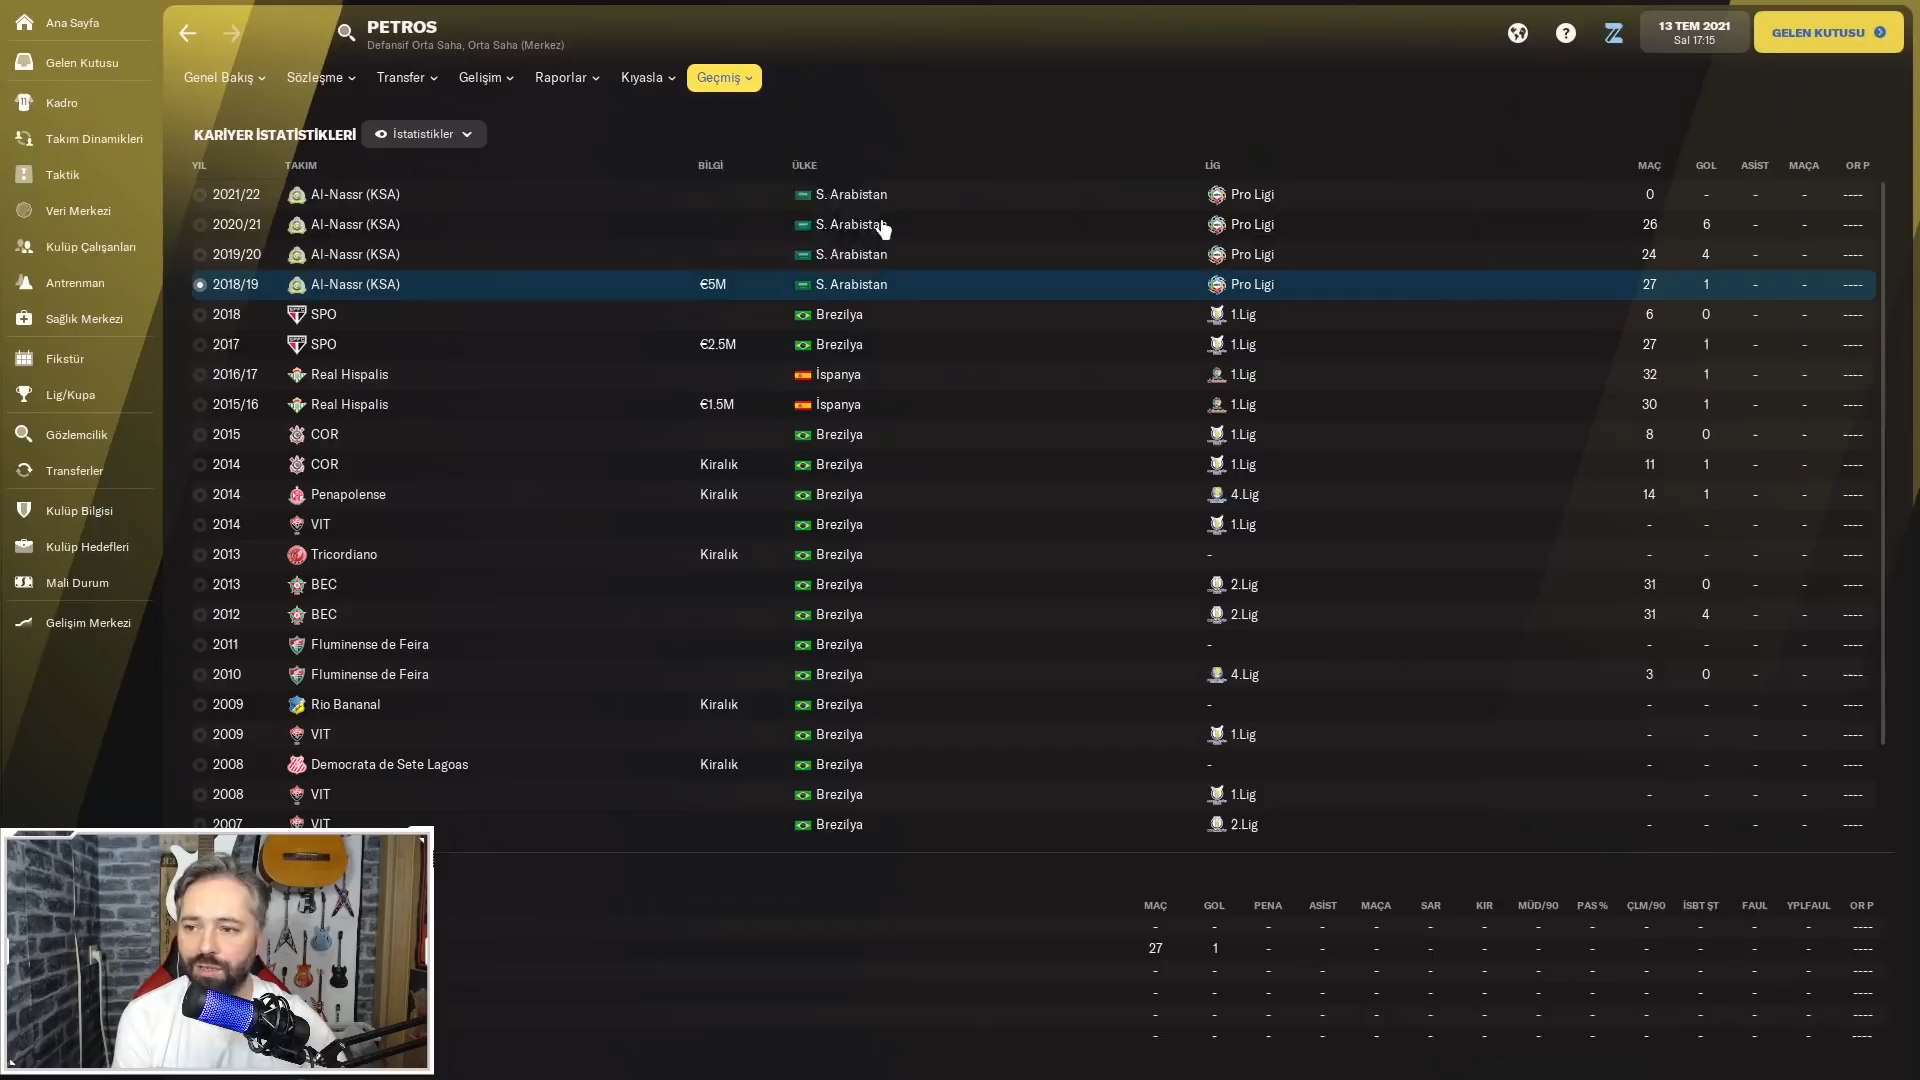 Ana Sayfa
Gelen Kutusu
Kadro
Takım Dinamikleri
Taktik
Veri Merkezi
Kulüp Çalışanları
Antrenman
Sağlık Merkezi
Fikstür
Lig/Kupa
Gözlemcilik
Transferler
Kulüp Bilgisi
Kulüp Hedefleri
Mali Durum
Gelişim Merkezi
PETROS
Defansif Orta Saha, Orta Saha (Merkez)
13 TEM 2021
Sal 17:15
GELEN KUTUSU
Genel Bakış Sözleşme Transfer Gelişim Raporlar Kıyasla Geçmiş
KARİYER İSTATİSTİKLERİ İstatistikler
YIL TAKIM BİLGİ ÜLKE LİG MAÇ GOL ASİST MAÇA OR P
2021/22 Al-Nassr (KSA) S. Arabistan Pro Ligi 0 - - - ----
2020/21 Al-Nassr (KSA) S. Arabistan Pro Ligi 26 6 - - ----
2019/20 Al-Nassr (KSA) S. Arabistan Pro Ligi 24 4 - - ----
2018/19 Al-Nassr (KSA) €5M S. Arabistan Pro Ligi 27 1 - - ----
2018 SPO Brezilya 1.Lig 6 0 - - ----
2017 SPO €2.5M Brezilya 1.Lig 27 1 - - ----
2016/17 Real Hispalis İspanya 1.Lig 32 1 - - ----
2015/16 Real Hispalis €1.5M İspanya 1.Lig 30 1 - - ----
2015 COR Brezilya 1.Lig 8 0 - - ----
2014 COR Kiralık Brezilya 1.Lig 11 1 - - ----
2014 Penapolense Kiralık Brezilya 4.Lig 14 1 - - ----
2014 VIT Brezilya 1.Lig - - - - ----
2013 Tricordiano Kiralık Brezilya - - - - - ----
2013 BEC Brezilya 2.Lig 31 0 - - ----
2012 BEC Brezilya 2.Lig 31 4 - - ----
2011 Fluminense de Feira Brezilya - - - - - ----
2010 Fluminense de Feira Brezilya 4.Lig 3 0 - - ----
2009 Rio Bananal Kiralık Brezilya - - - - - ----
2009 VIT Brezilya 1.Lig - - - - ----
2008 Democrata de Sete Lagoas Kiralık Brezilya - - - - - ----
2008 VIT Brezilya 1.Lig - - - - ----
2007 VIT Brezilya 2.Lig - - - - ----
MAÇ GOL PENA ASİST MAÇA SAR KIR MÜD/90 PAS % ÇLM/90 İSBT ŞT FAUL YPLFAUL OR P
- - - - - - - - - - - - - ----
27 1 - - - - - - - - - - - ----
- - - - - - - - - - - - - ----
- - - - - - - - - - - - - ----
- - - - - - - - - - - - - ----
- - - - - - - - - - - - - ----